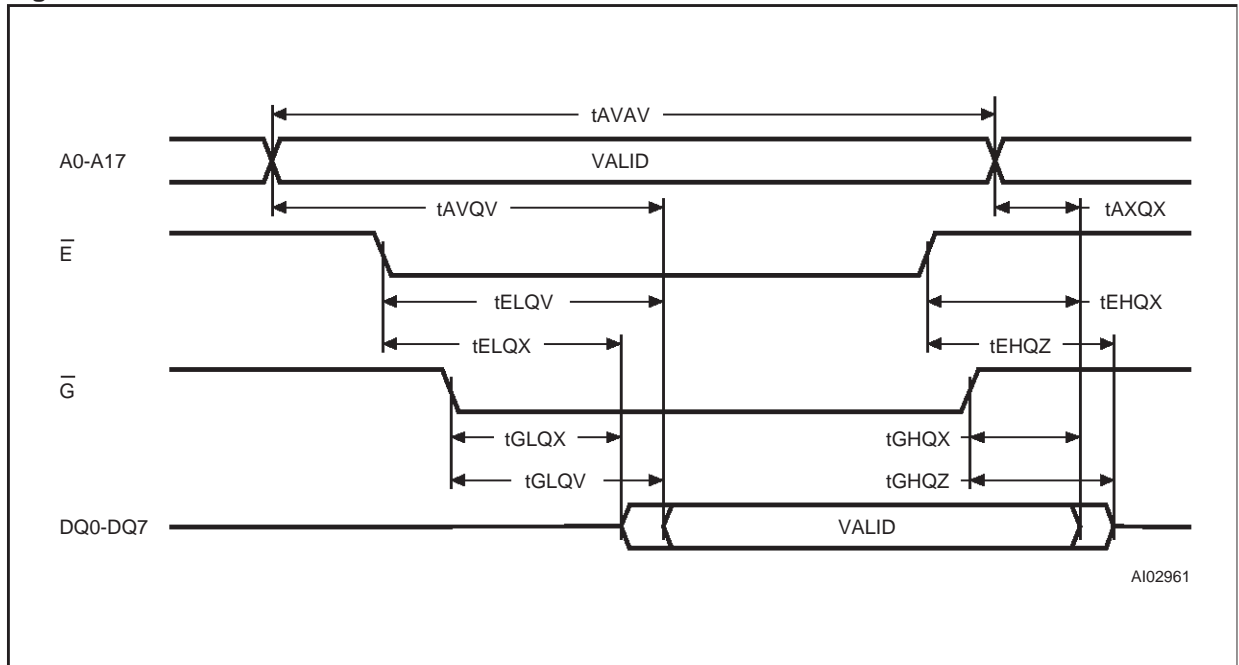 tAVAV
A0-A17 VALID
tAVQV tAXQX
E̅
tELQV tEHQX
tELQX tEHQZ
G̅
tGLQX tGHQX
tGLQV tGHQZ
DQ0-DQ7 VALID
AI02961